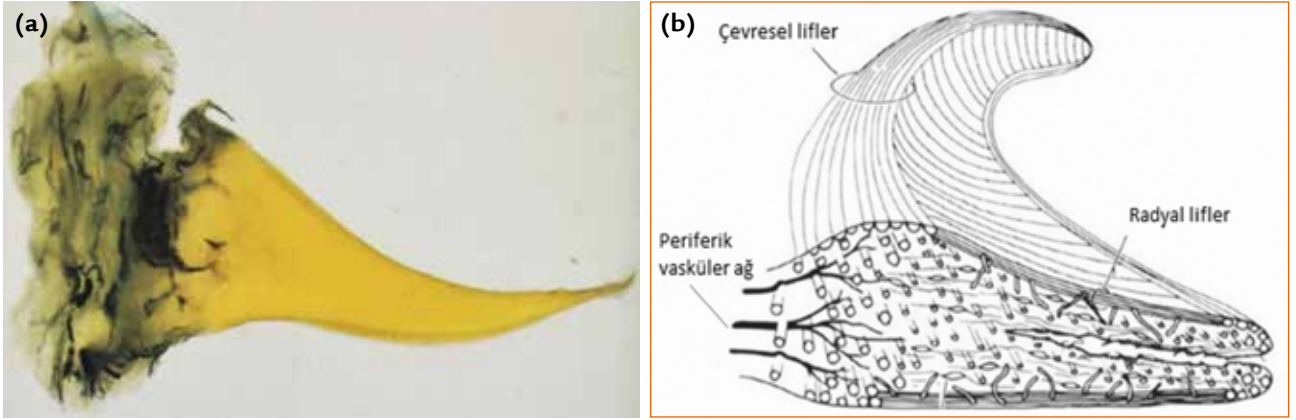 (a)
(b)
Çevresel lifler
Radyal lifler
Periferik
vasküler ağ